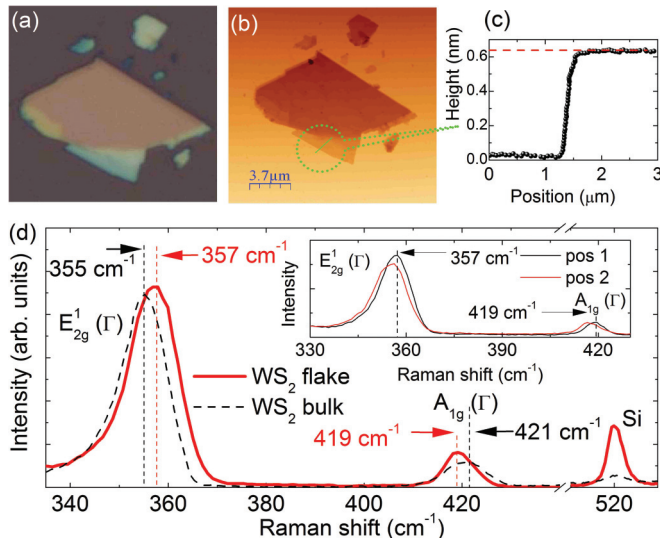 (a)
(b)
3.7μm
(c)
Height (nm)
0.6
0.4
0.2
0.0
0 1 2 3
Position (μm)
(d)
355 cm⁻¹
357 cm⁻¹
E¹₂g (Γ)
Intensity (arb. units)
WS₂ flake
WS₂ bulk
419 cm⁻¹
A₁g (Γ)
421 cm⁻¹
Si
340 360 400 420 520
Raman shift (cm⁻¹)
E¹₂g (Γ)
357 cm⁻¹
pos 1
pos 2
419 cm⁻¹
A₁g (Γ)
Intensity
330 360 390 420
Raman shift (cm⁻¹)